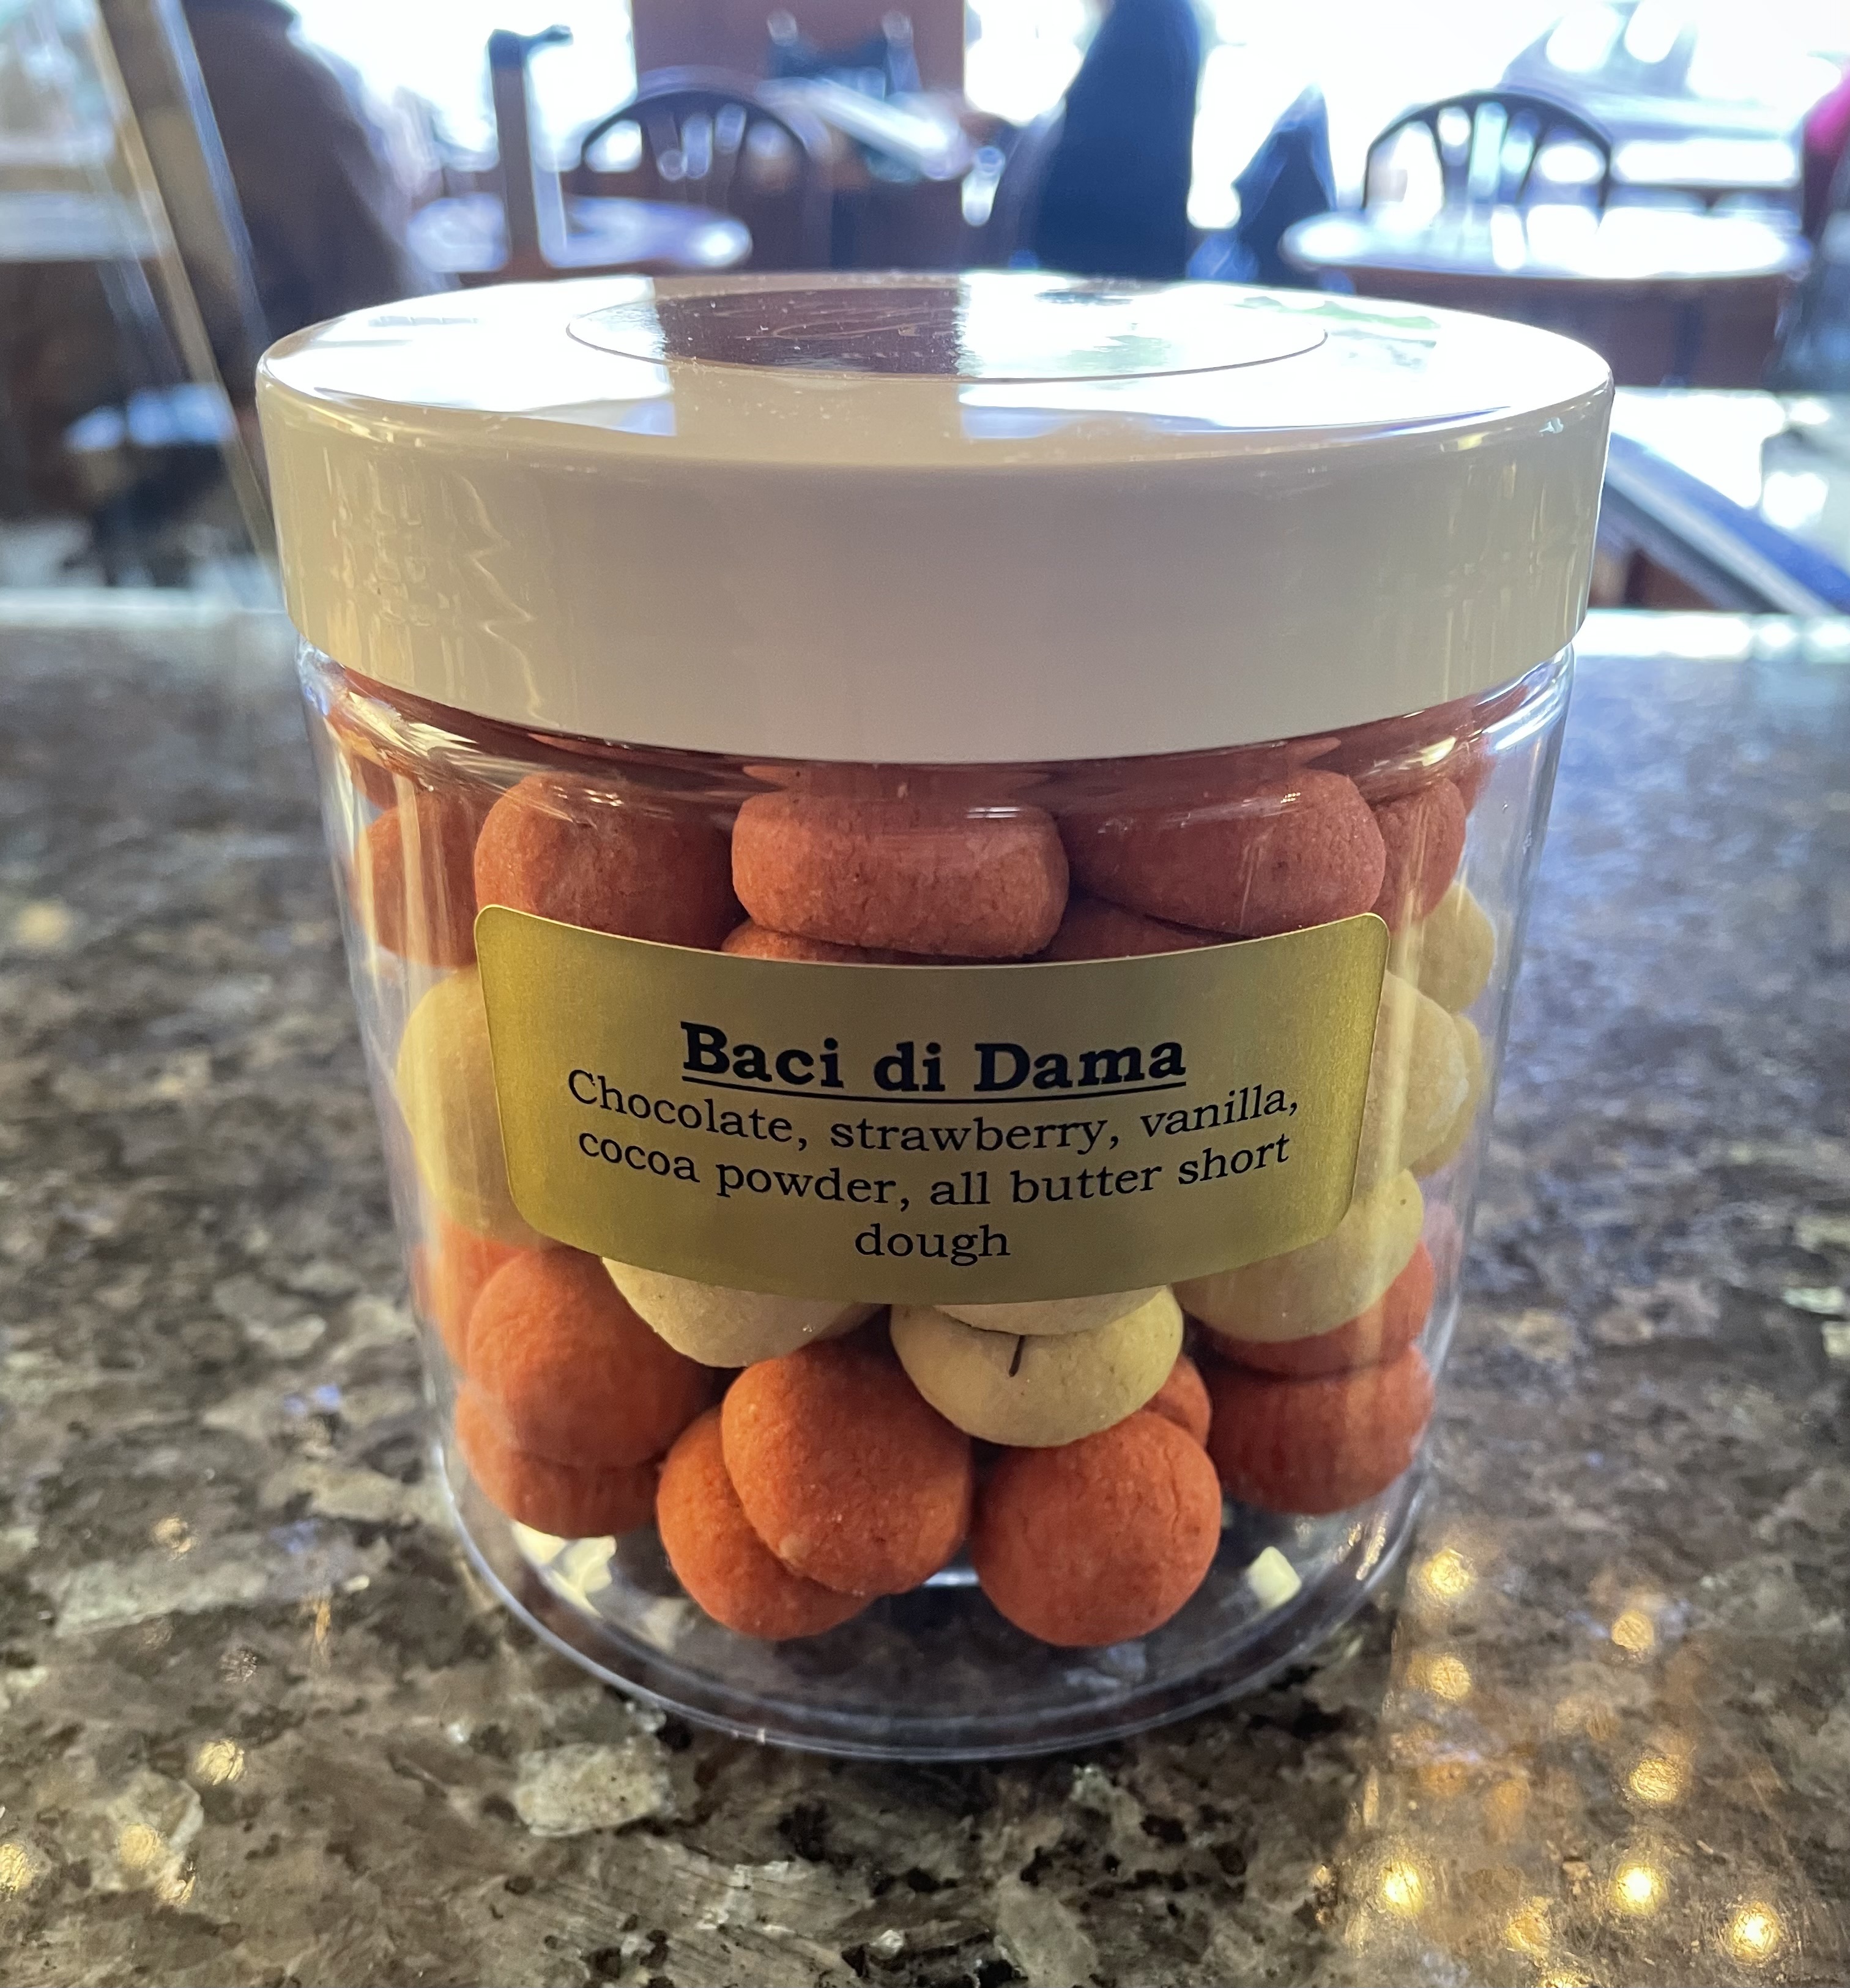 Baci di Dama
Chocolate, strawberry, vanilla,
cocoa powder, all butter short
dough